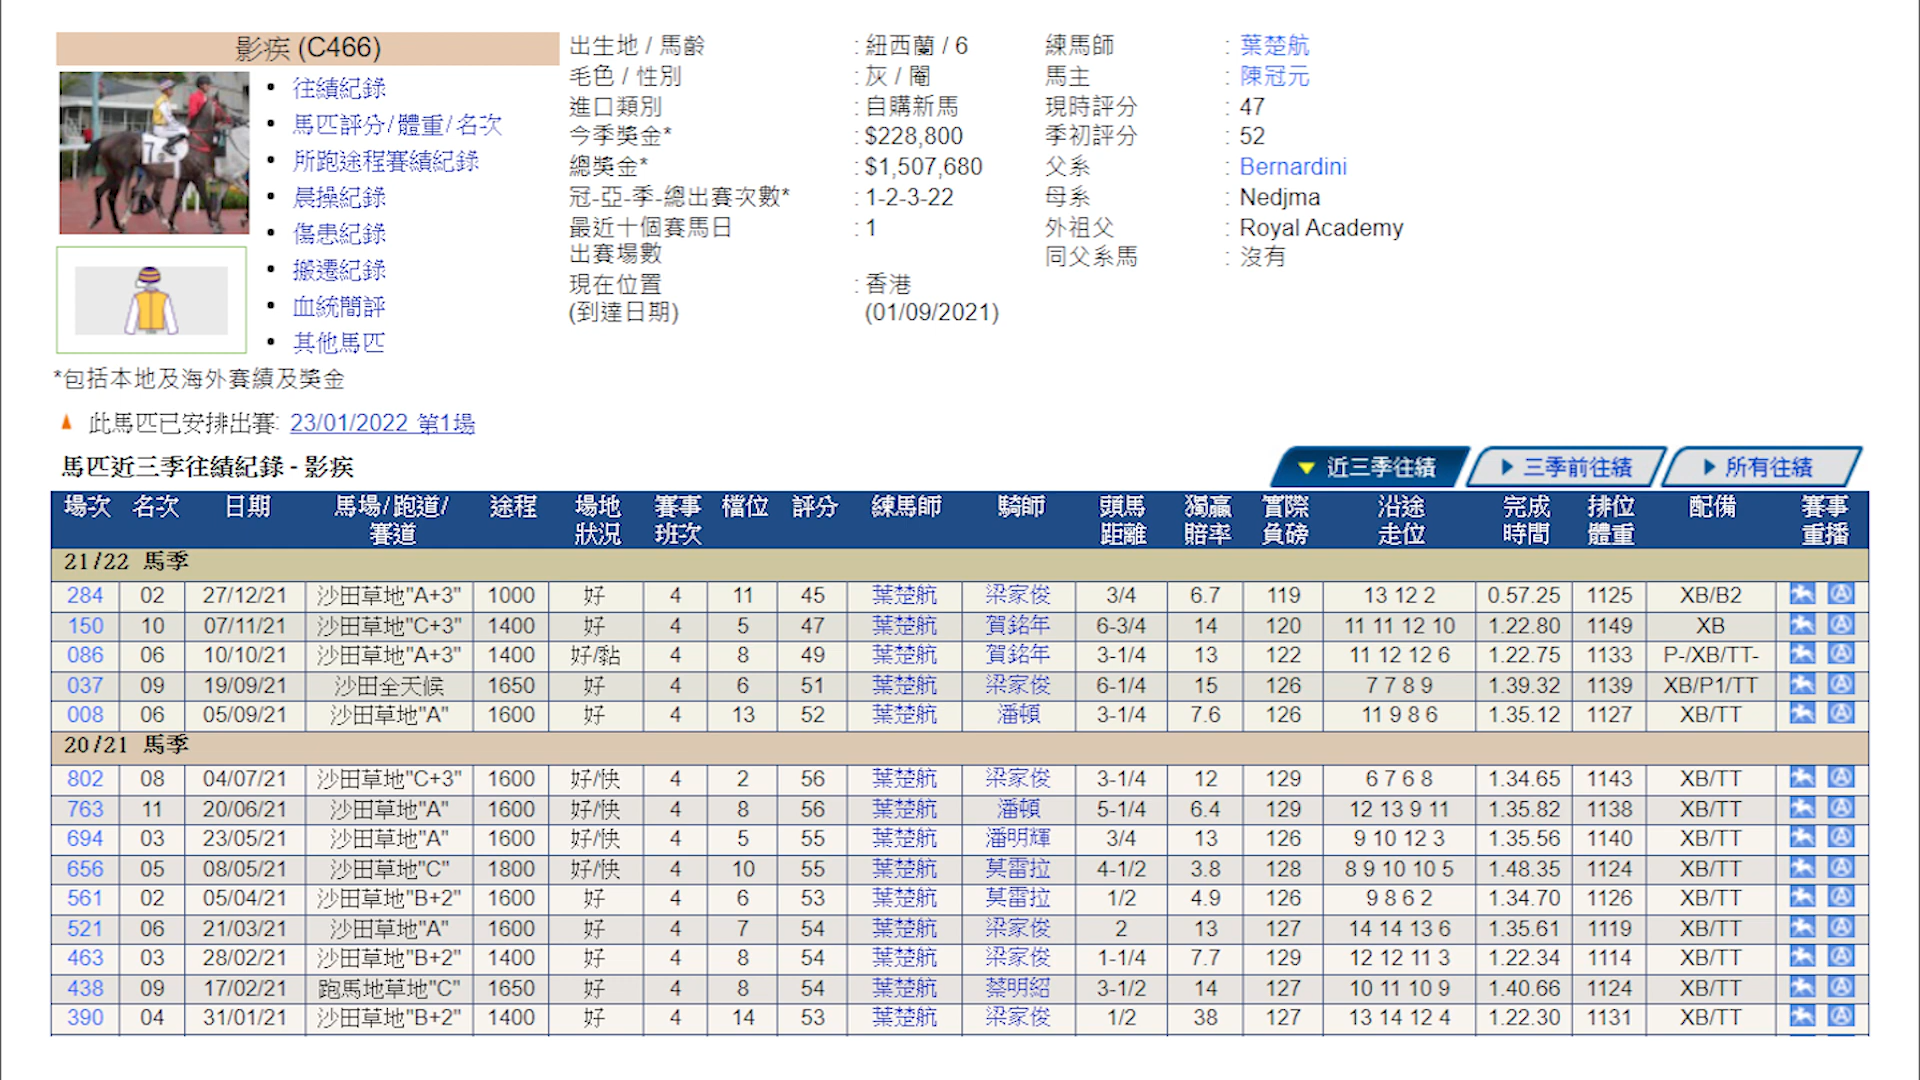 影疾 (C466)
往績紀錄
馬匹評分/體重/名次
所跑途程賽績紀錄
晨操紀錄
傷患紀錄
搬遷紀錄
血統簡評
其他馬匹
出生地 / 馬齡 : 紐西蘭 / 6
毛色 / 性別 : 灰 / 閹
進口類別 : 自購新馬
今季獎金* : $228,800
總獎金* : $1,507,680
冠-亞-季-總出賽次數* : 1-2-3-22
最近十個賽馬日 : 1
出賽場數
現在位置 : 香港
(到達日期) (01/09/2021)
練馬師 : 葉楚航
馬主 : 陳冠元
現時評分 : 47
季初評分 : 52
父系 : Bernardini
母系 : Nedjma
外祖父 : Royal Academy
同父系馬 : 沒有
*包括本地及海外賽績及獎金
此馬匹已安排出賽: 23/01/2022 第1場
馬匹近三季往績紀錄 - 影疾
近三季往績 三季前往績 所有往績
場次 名次 日期 馬場/跑道/ 途程 場地 賽事 檔位 評分 練馬師 騎師 頭馬 獨贏 實際 沿途 完成 排位 配備 賽事
賽道 狀況 班次 距離 賠率 負磅 走位 時間 體重 重播
21/22 馬季
284 02 27/12/21 沙田草地"A+3" 1000 好 4 11 45 葉楚航 梁家俊 3/4 6.7 119 13 12 2 0.57.25 1125 XB/B2
150 10 07/11/21 沙田草地"C+3" 1400 好 4 5 47 葉楚航 賀銘年 6-3/4 14 120 11 11 12 10 1.22.80 1149 XB
086 06 10/10/21 沙田草地"A+3" 1400 好/黏 4 8 49 葉楚航 賀銘年 3-1/4 13 122 11 12 12 6 1.22.75 1133 P-/XB/TT-
037 09 19/09/21 沙田全天候 1650 好 4 6 51 葉楚航 梁家俊 6-1/4 15 126 7 7 8 9 1.39.32 1139 XB/P1/TT
008 06 05/09/21 沙田草地"A" 1600 好 4 13 52 葉楚航 潘頓 3-1/4 7.6 126 11 9 8 6 1.35.12 1127 XB/TT
20/21 馬季
802 08 04/07/21 沙田草地"C+3" 1600 好/快 4 2 56 葉楚航 梁家俊 3-1/4 12 129 6 7 6 8 1.34.65 1143 XB/TT
763 11 20/06/21 沙田草地"A" 1600 好/快 4 8 56 葉楚航 潘頓 5-1/4 6.4 129 12 13 9 11 1.35.82 1138 XB/TT
694 03 23/05/21 沙田草地"A" 1600 好/快 4 5 55 葉楚航 潘明輝 3/4 13 126 9 10 12 3 1.35.56 1140 XB/TT
656 05 08/05/21 沙田草地"C" 1800 好/快 4 10 55 葉楚航 莫雷拉 4-1/2 3.8 128 8 9 10 10 5 1.48.35 1124 XB/TT
561 02 05/04/21 沙田草地"B+2" 1600 好 4 6 53 葉楚航 莫雷拉 1/2 4.9 126 9 8 6 2 1.34.70 1126 XB/TT
521 06 21/03/21 沙田草地"A" 1600 好 4 7 54 葉楚航 梁家俊 2 13 127 14 14 13 6 1.35.61 1119 XB/TT
463 03 28/02/21 沙田草地"B+2" 1400 好 4 8 54 葉楚航 梁家俊 1-1/4 7.7 129 12 12 11 3 1.22.34 1114 XB/TT
438 09 17/02/21 跑馬地草地"C" 1650 好 4 8 54 葉楚航 蔡明紹 3-1/2 14 127 10 11 10 9 1.40.66 1124 XB/TT
390 04 31/01/21 沙田草地"B+2" 1400 好 4 14 53 葉楚航 梁家俊 1/2 38 127 13 14 12 4 1.22.30 1131 XB/TT